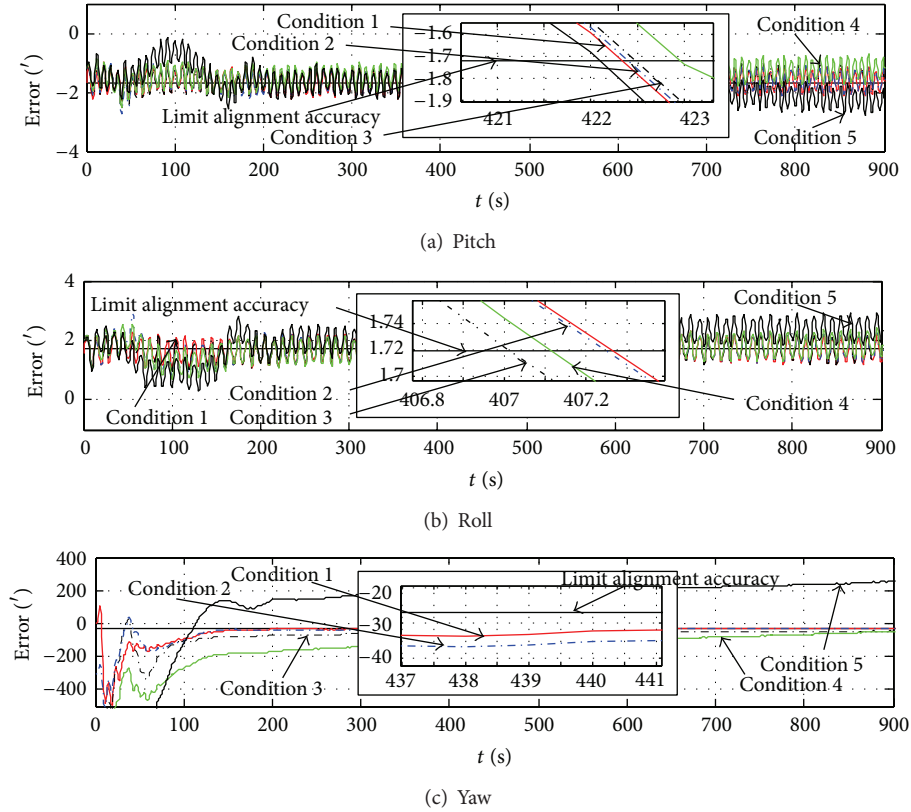 Error (′)
0
−2
−4
Condition 1
Condition 2
Limit alignment accuracy
Condition 3
−1.6
−1.7
−1.8
−1.9
421
422
423
Condition 4
Condition 5
0 100 200 300 400 500 600 700 800 900
t (s)
(a) Pitch
Error (′)
4
2
0
Limit alignment accuracy
Condition 1
Condition 2
Condition 3
1.74
1.72
1.7
406.8
407
407.2
Condition 5
Condition 4
0 100 200 300 400 500 600 700 800 900
t (s)
(b) Roll
Error (′)
400
200
0
−200
−400
Condition 2
Condition 1
Condition 3
Limit alignment accuracy
−20
−30
−40
437 438 439 440 441
Condition 5
Condition 4
0 100 200 300 400 500 600 700 800 900
t (s)
(c) Yaw